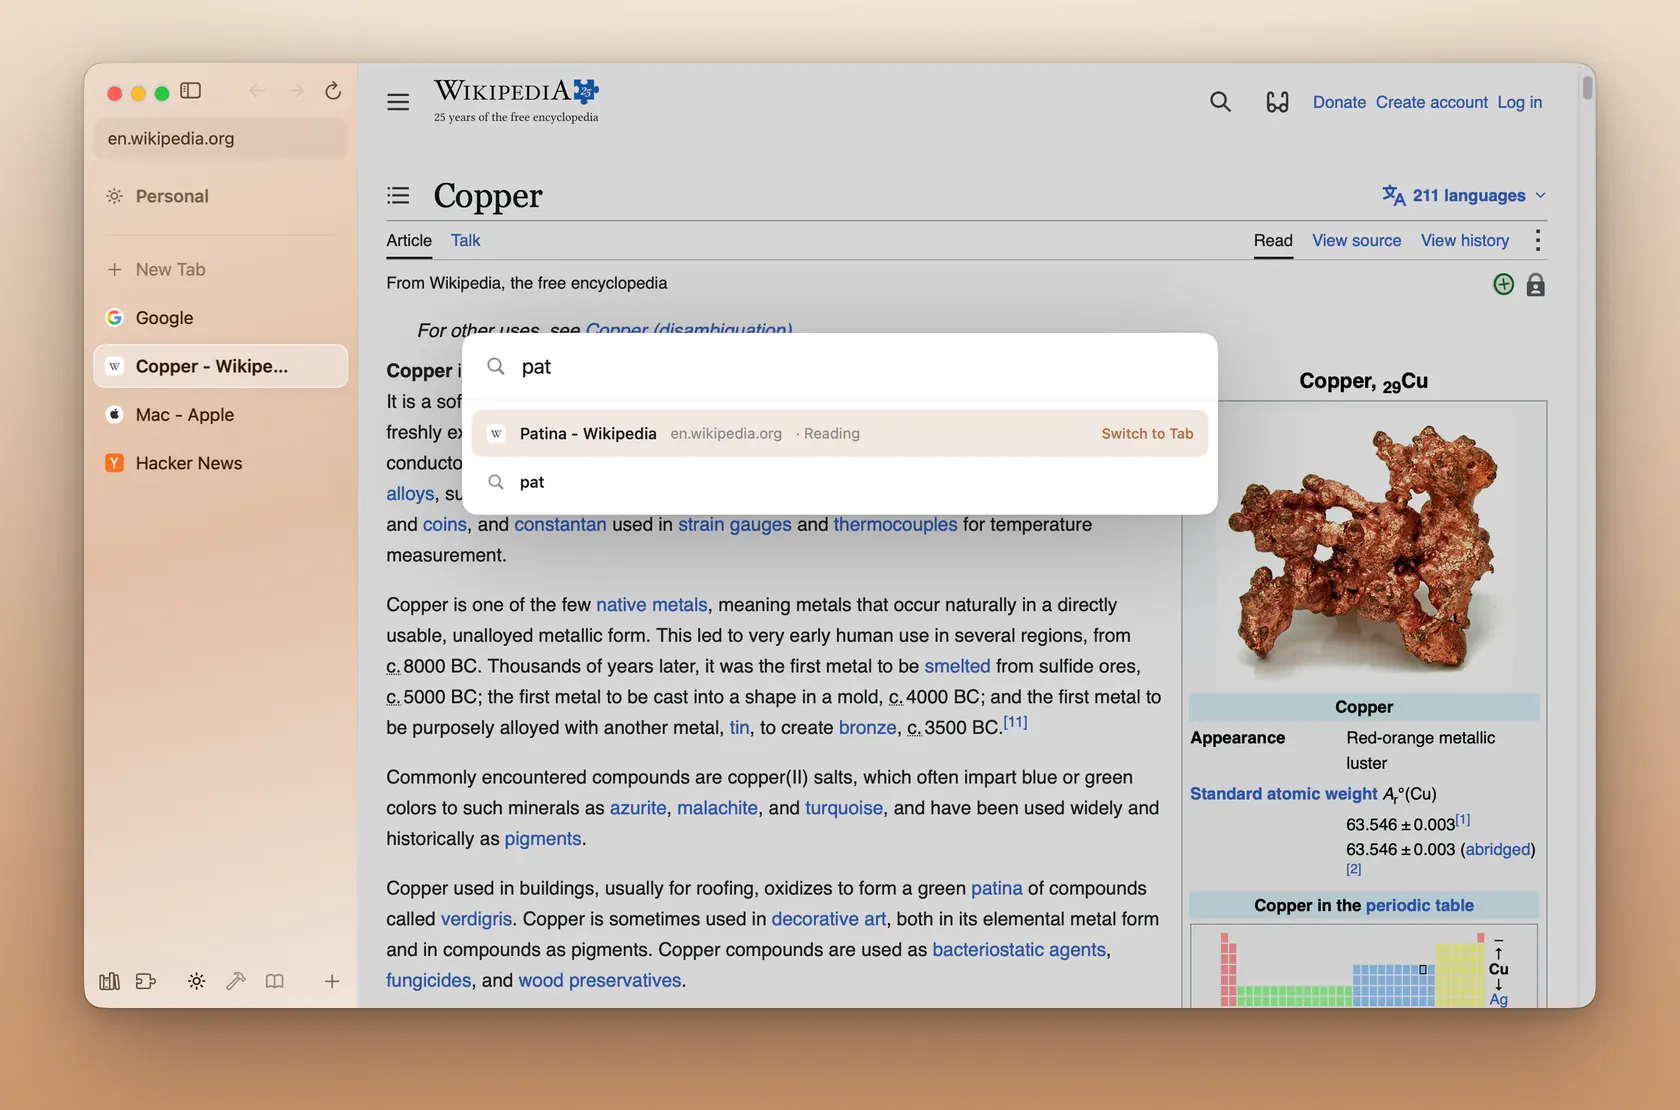 en.wikipedia.org
Personal
New Tab
Google
Copper - Wikipe...
Mac - Apple
Hacker News
WIKIPEDIA 25
25 years of the free encyclopedia
Donate Create account Log in
Copper
211 languages
Article Talk
Read View source View history
From Wikipedia, the free encyclopedia
For other uses, see Copper (disambiguation)
pat
Patina - Wikipedia en.wikipedia.org · Reading Switch to Tab
pat
Copper
It is a sof
freshly ex
conducto
alloys, su
and coins, and constantan used in strain gauges and thermocouples for temperature
measurement.
Copper is one of the few native metals, meaning metals that occur naturally in a directly
usable, unalloyed metallic form. This led to very early human use in several regions, from
c. 8000 BC. Thousands of years later, it was the first metal to be smelted from sulfide ores,
c. 5000 BC; the first metal to be cast into a shape in a mold, c. 4000 BC; and the first metal to
be purposely alloyed with another metal, tin, to create bronze, c. 3500 BC.[11]
Commonly encountered compounds are copper(II) salts, which often impart blue or green
colors to such minerals as azurite, malachite, and turquoise, and have been used widely and
historically as pigments.
Copper used in buildings, usually for roofing, oxidizes to form a green patina of compounds
called verdigris. Copper is sometimes used in decorative art, both in its elemental metal form
and in compounds as pigments. Copper compounds are used as bacteriostatic agents,
fungicides, and wood preservatives.
Copper, 29Cu
Copper
Appearance Red-orange metallic
luster
Standard atomic weight Ar°(Cu)
63.546 ± 0.003[1]
63.546 ± 0.003 (abridged)
[2]
Copper in the periodic table
–
↑
Cu
↓
Ag